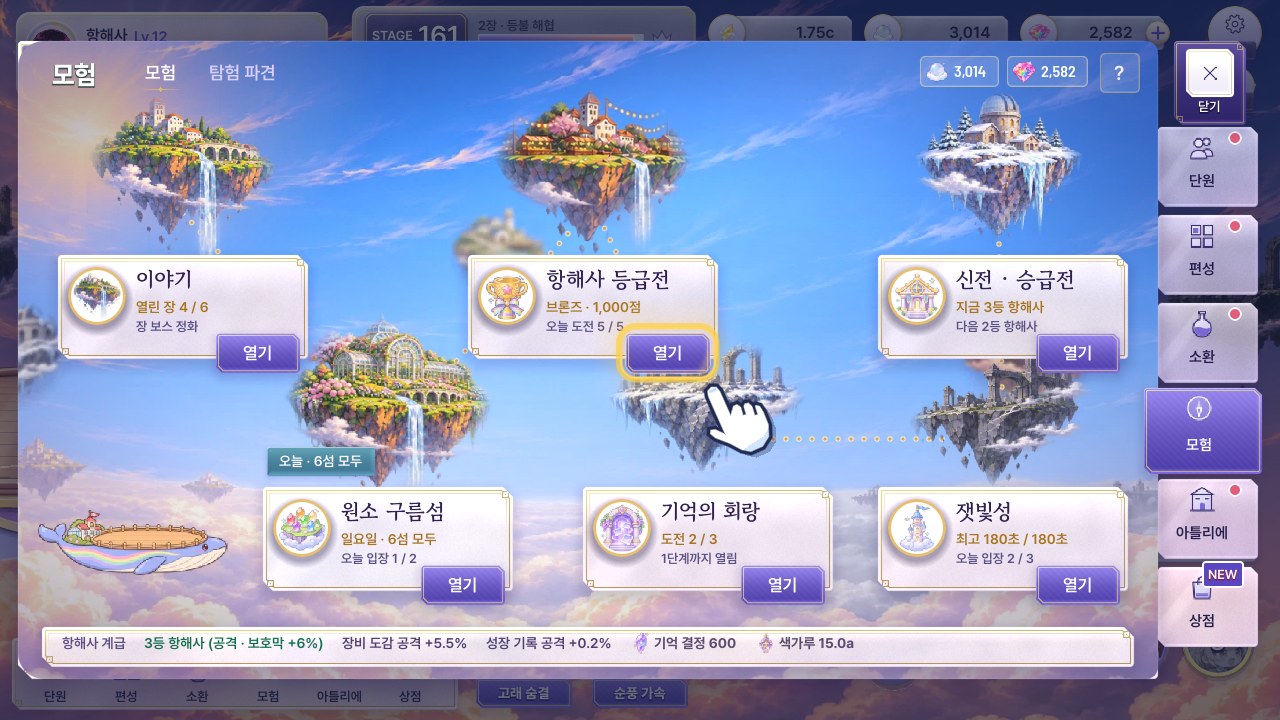 항해사 Lv.12
STAGE 161
2장 · 등불 해협
1.75c
3,014
2,582
모험
모험
탐험 파견
3,014
2,582
?
닫기
단원
편성
소환
모험
아틀리에
NEW
상점
이야기
열린 장 4 / 6
장 보스 정화
열기
항해사 등급전
브론즈 · 1,000점
오늘 도전 5 / 5
열기
신전 · 승급전
지금 3등 항해사
다음 2등 항해사
열기
오늘 · 6섬 모두
원소 구름섬
일요일 · 6섬 모두
오늘 입장 1 / 2
열기
기억의 회랑
도전 2 / 3
1단계까지 열림
열기
잿빛성
최고 180초 / 180초
오늘 입장 2 / 3
열기
항해사 계급 3등 항해사 (공격 · 보호막 +6%) 장비 도감 공격 +5.5% 성장 기록 공격 +0.2% 기억 결정 600 색가루 15.0a
단원 편성 소환 모험 아틀리에 상점
고래 숨결
순풍 가속